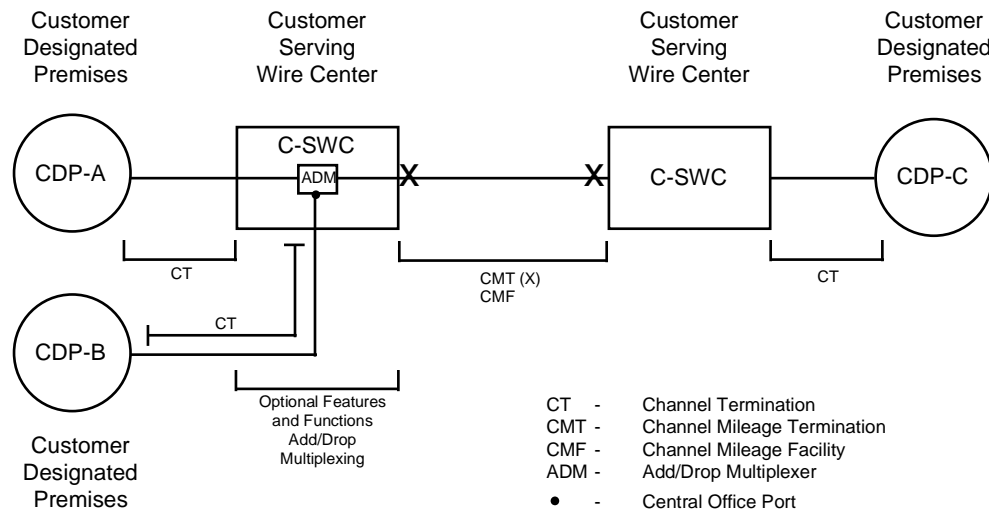 Customer
Designated
Premises
Customer
Serving
Wire Center
Customer
Serving
Wire Center
Customer
Designated
Premises
CDP-A
C-SWC
ADM
X
X
C-SWC
CDP-C
CT
CMT (X)
CMF
CT
CT
CDP-B
Optional Features
and Functions
Add/Drop
Multiplexing
Customer
Designated
Premises
CT - Channel Termination
CMT - Channel Mileage Termination
CMF - Channel Mileage Facility
ADM - Add/Drop Multiplexer
● - Central Office Port